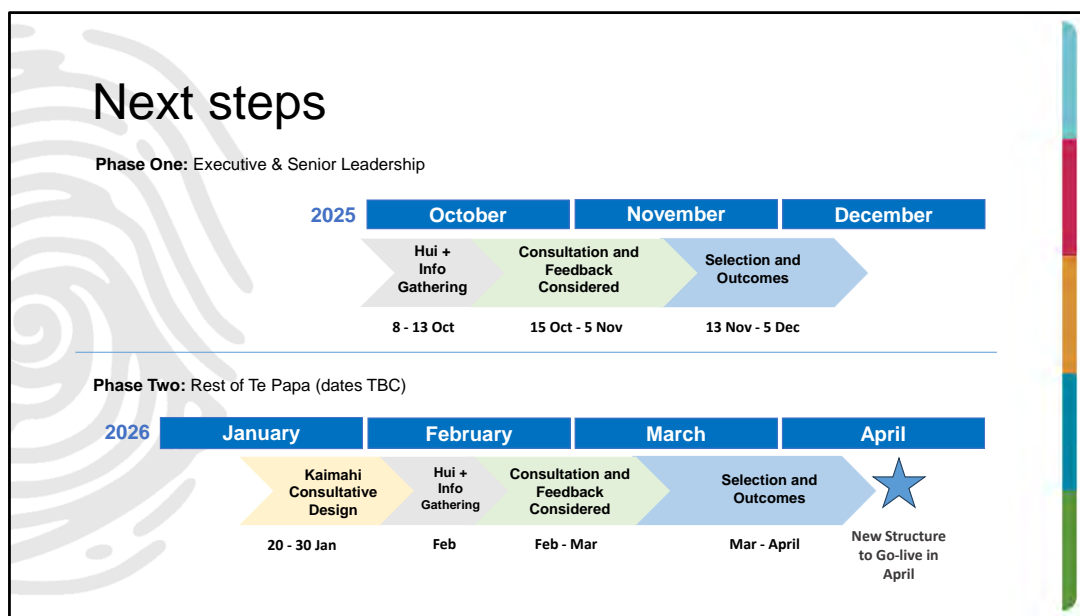 Next steps
Phase One: Executive & Senior Leadership
2025 October November December
Hui +
Info
Gathering
Consultation and
Feedback
Considered
Selection and
Outcomes
8 - 13 Oct 15 Oct - 5 Nov 13 Nov - 5 Dec
Phase Two: Rest of Te Papa (dates TBC)
2026 January February March April
Kaimahi
Consultative
Design
Hui +
Info
Gathering
Consultation and
Feedback
Considered
Selection and
Outcomes
20 - 30 Jan Feb Feb - Mar Mar - April
New Structure
to Go-live in
April